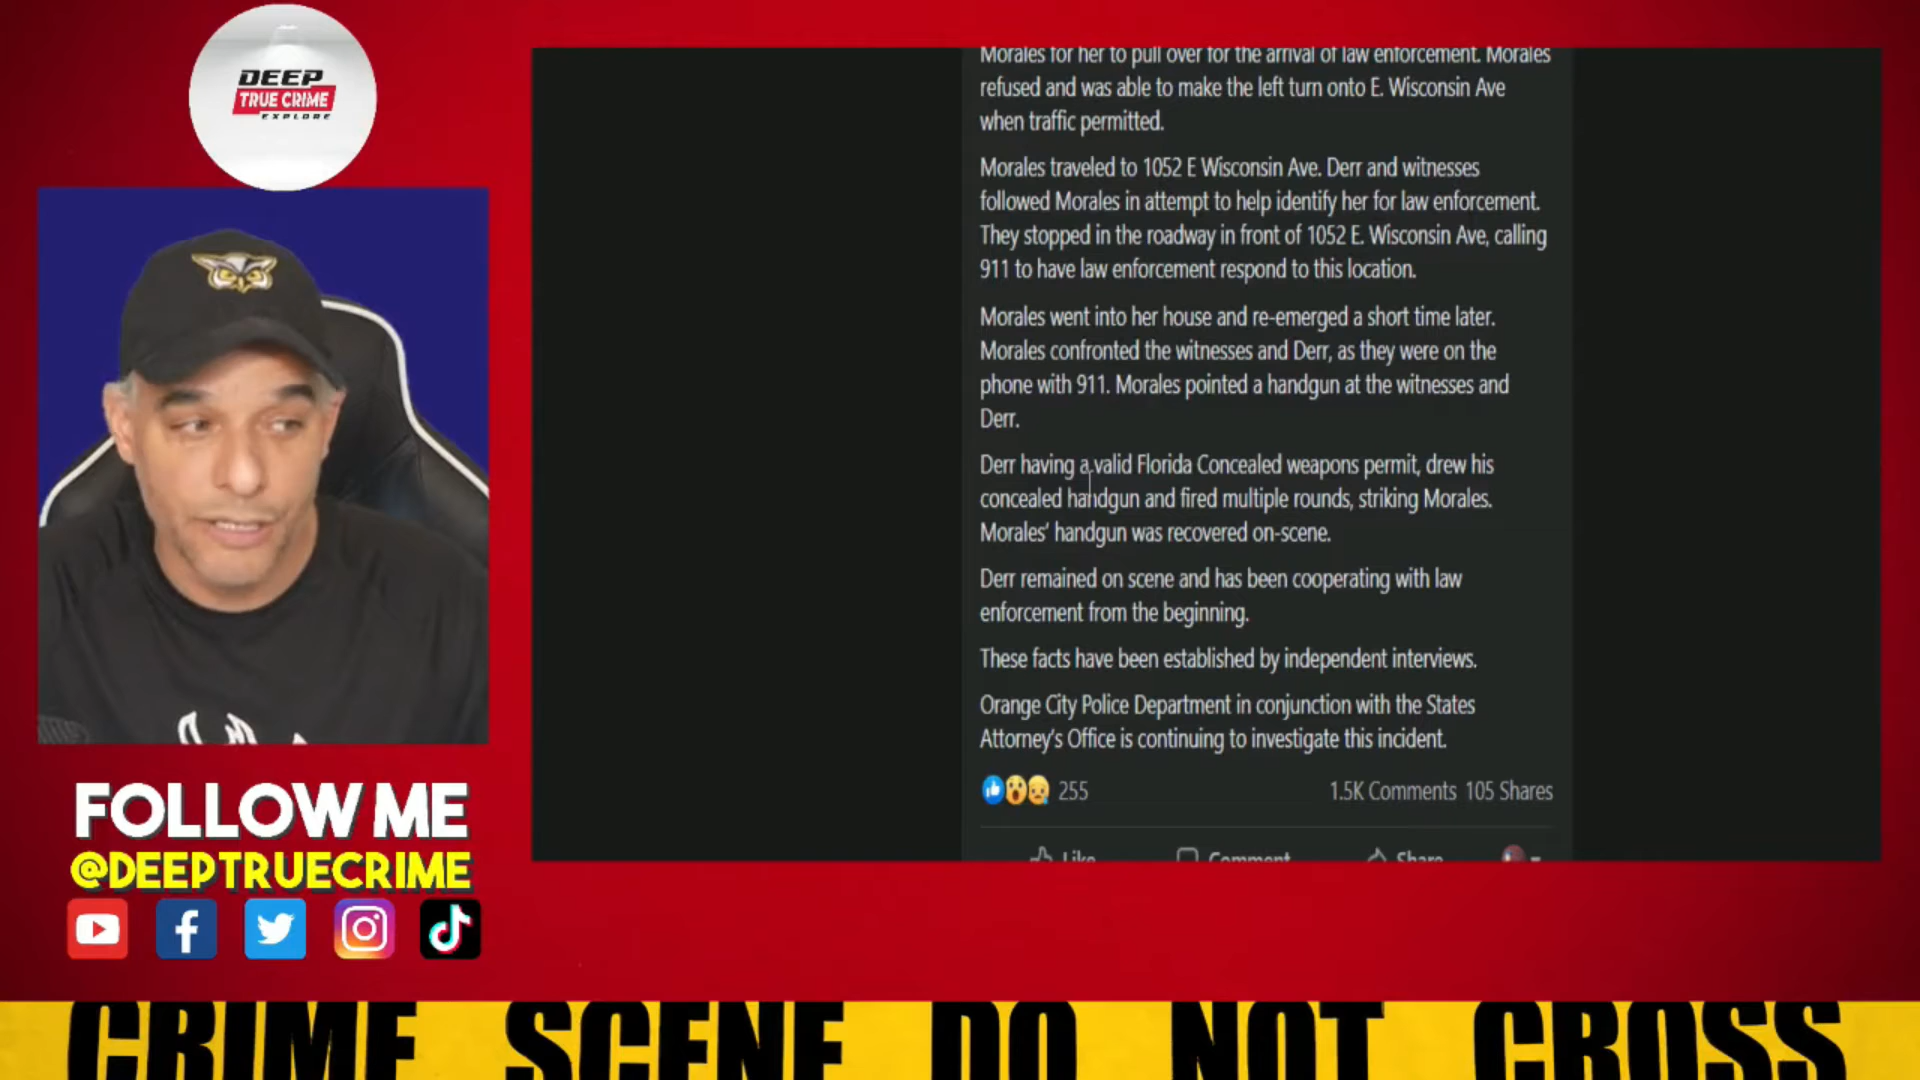 DEEP
TRUE CRIME
EXPLORE
Morales for her to pull over for the arrival of law enforcement. Morales
refused and was able to make the left turn onto E. Wisconsin Ave
when traffic permitted.
Morales traveled to 1052 E Wisconsin Ave. Derr and witnesses
followed Morales in attempt to help identify her for law enforcement.
They stopped in the roadway in front of 1052 E. Wisconsin Ave, calling
911 to have law enforcement respond to this location.
Morales went into her house and re-emerged a short time later.
Morales confronted the witnesses and Derr, as they were on the
phone with 911. Morales pointed a handgun at the witnesses and
Derr.
Derr having a valid Florida Concealed weapons permit, drew his
concealed handgun and fired multiple rounds, striking Morales.
Morales' handgun was recovered on-scene.
Derr remained on scene and has been cooperating with law
enforcement from the beginning.
These facts have been established by independent interviews.
Orange City Police Department in conjunction with the States
Attorney's Office is continuing to investigate this incident.
255 1.5K Comments 105 Shares
Like Comment Share
FOLLOW ME
@DEEPTRUECRIME
CRIME SCENE DO NOT CROSS